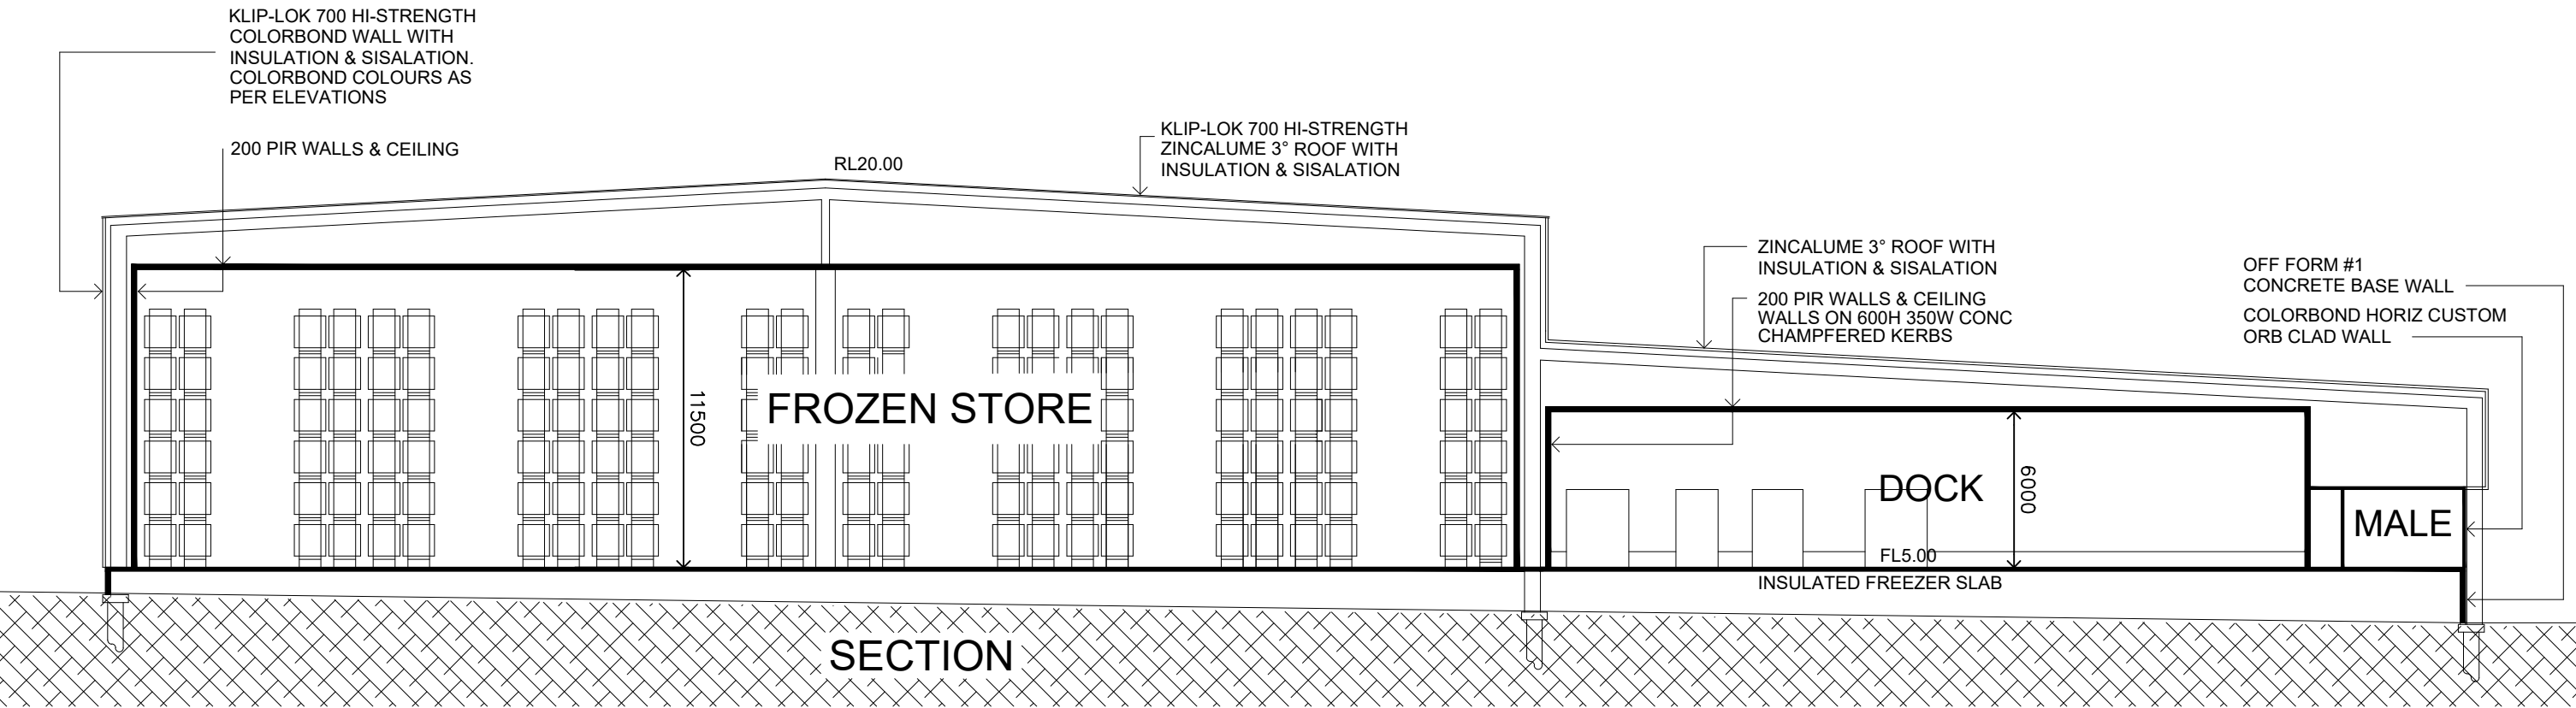 KLIP-LOK 700 HI-STRENGTH
COLORBOND WALL WITH
INSULATION & SISALATION.
COLORBOND COLOURS AS
PER ELEVATIONS
200 PIR WALLS & CEILING
RL20.00
KLIP-LOK 700 HI-STRENGTH
ZINCALUME 3° ROOF WITH
INSULATION & SISALATION
ZINCALUME 3° ROOF WITH
INSULATION & SISALATION
200 PIR WALLS & CEILING
WALLS ON 600H 350W CONC
CHAMPFERED KERBS
OFF FORM #1
CONCRETE BASE WALL
COLORBOND HORIZ CUSTOM
ORB CLAD WALL
11500
FROZEN STORE
DOCK
6000
MALE
FL5.00
INSULATED FREEZER SLAB
SECTION